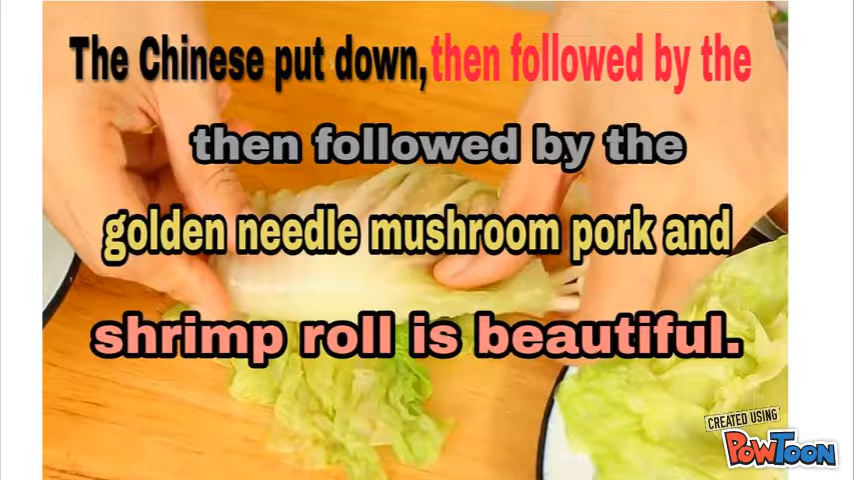 The Chinese put down, then followed by the
then followed by the
golden needle mushroom pork and
shrimp roll is beautiful.
CREATED USING
POWTOON